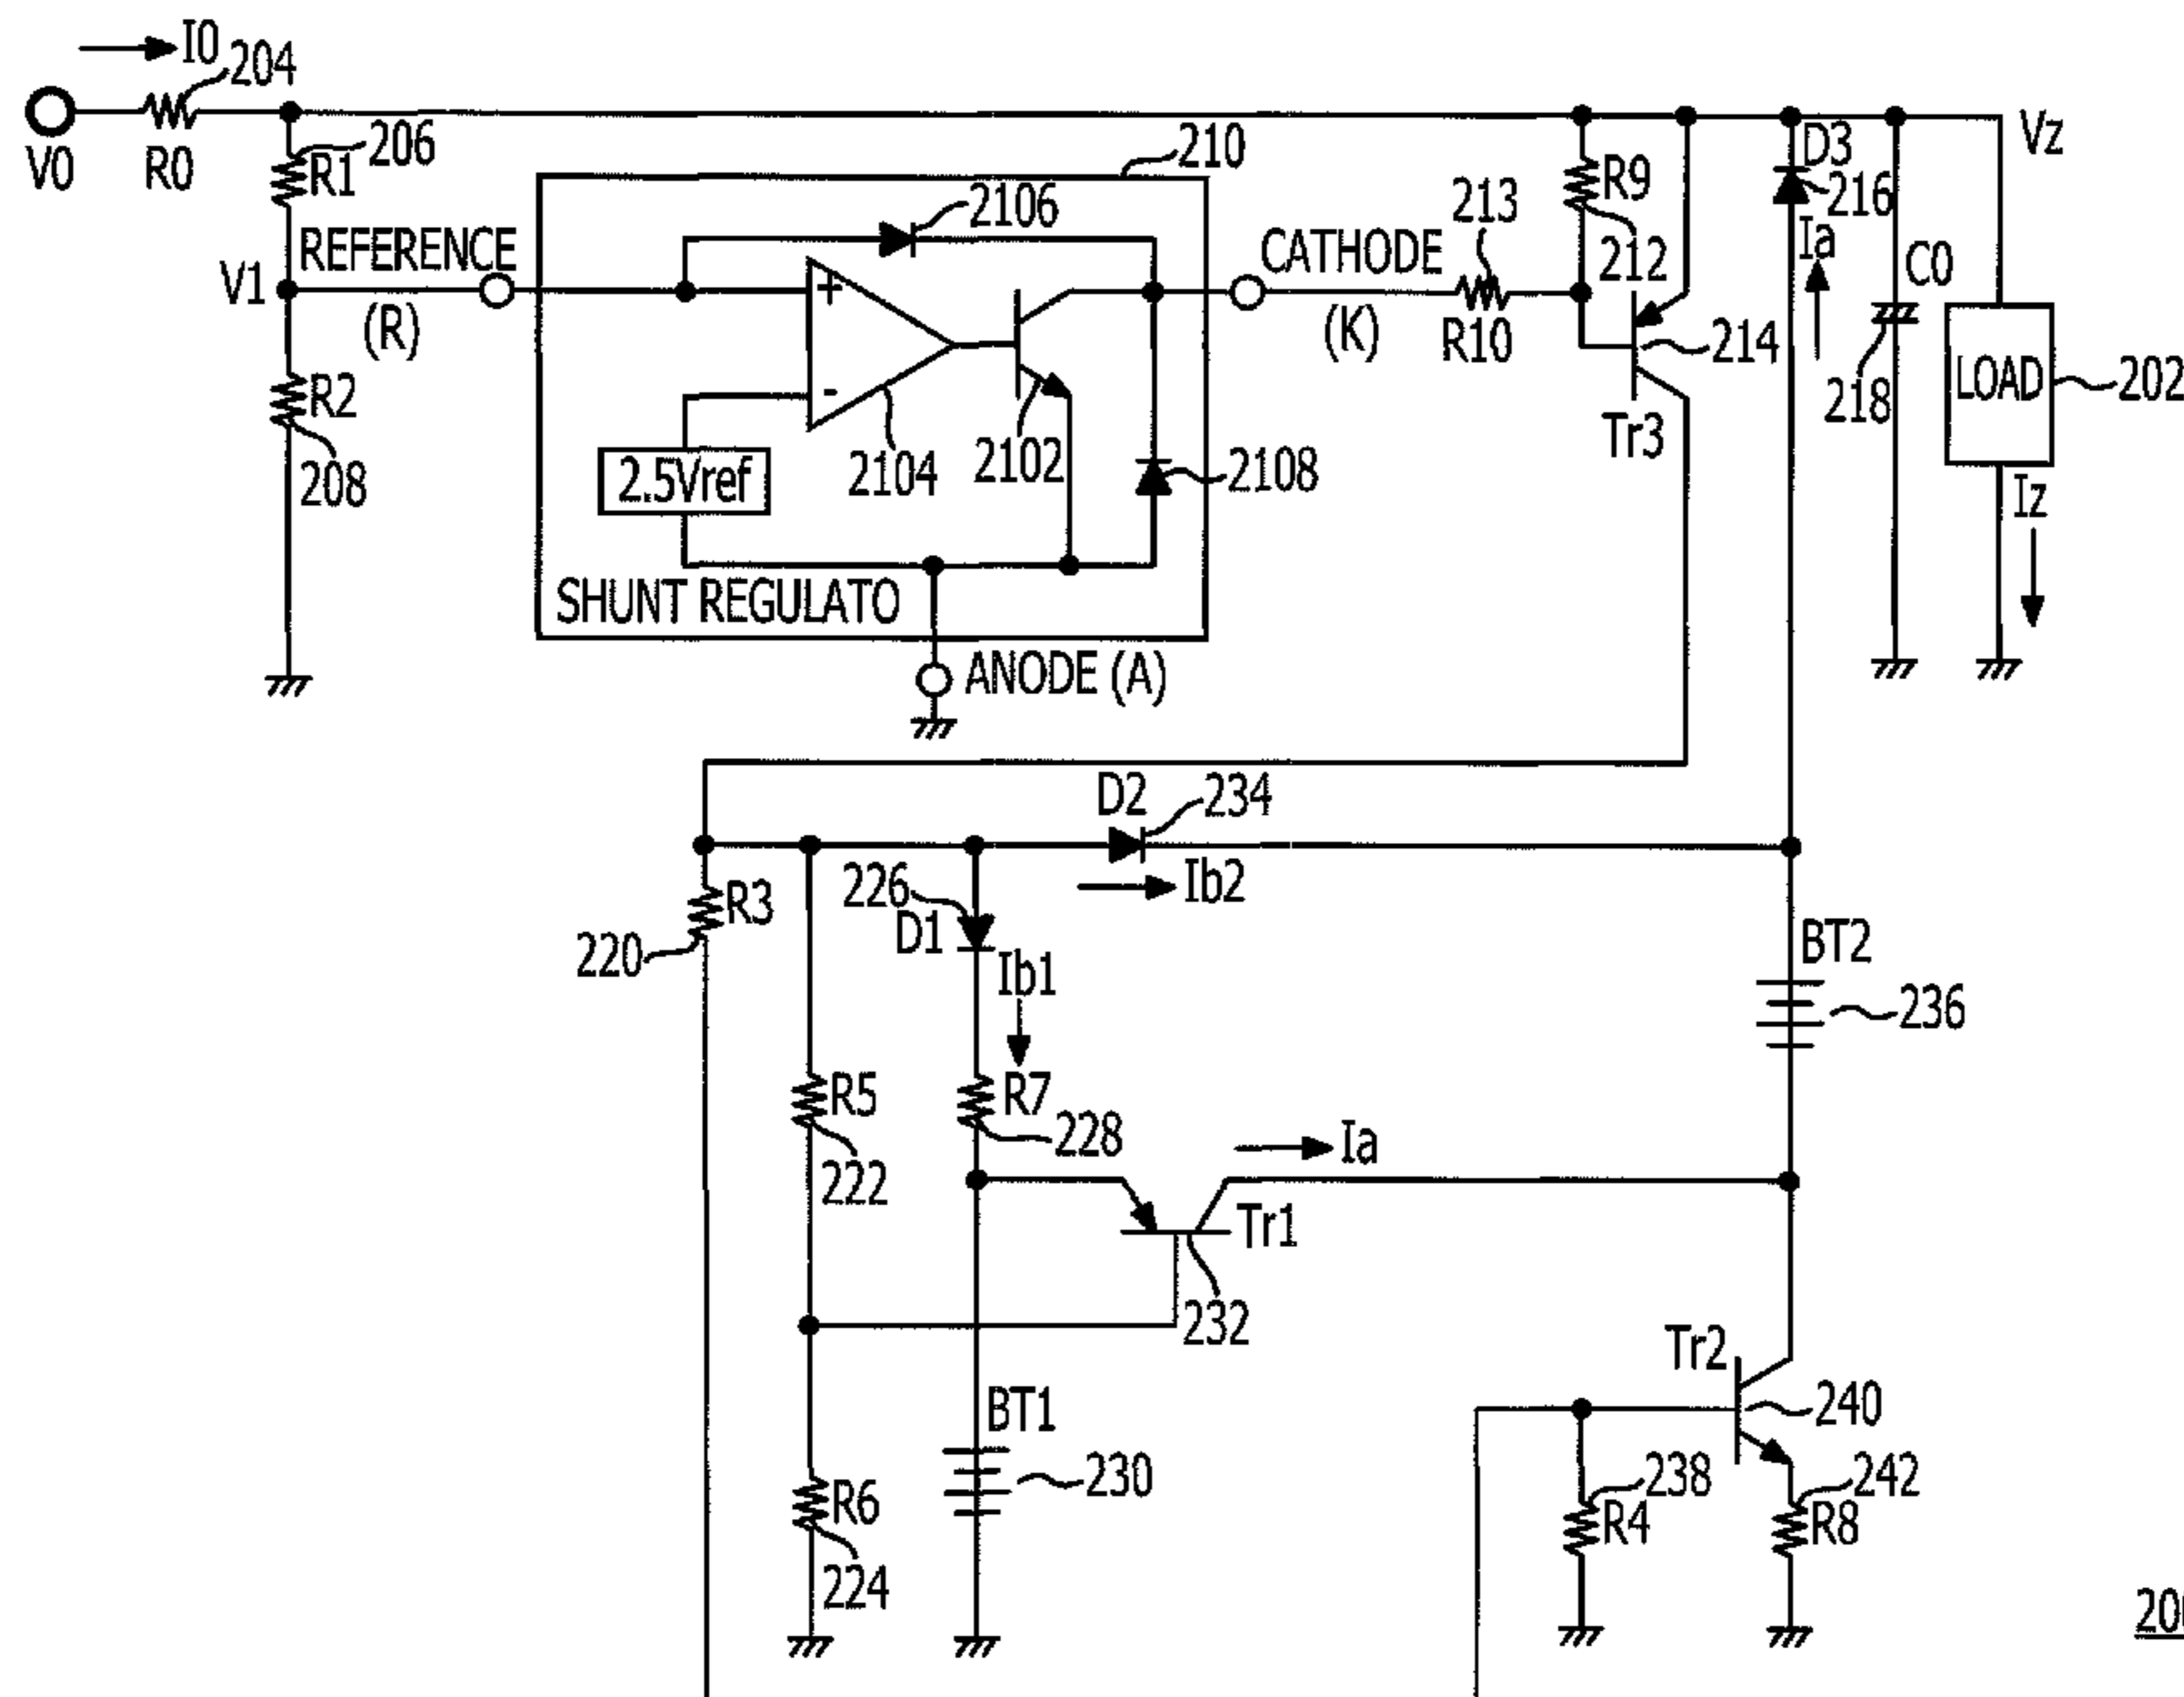 I0
204
V0
R0
206
R1
210
REFERENCE
(R)
V1
R2
208
2106
+
-
2104
2102
2108
2.5Vref
SHUNT REGULATO
ANODE (A)
CATHODE
(K)
213
R10
R9
212
214
Tr3
D3
216
Ia
C0
218
Vz
LOAD
202
Iz
D2
234
Ib2
R3
220
226
D1
Ib1
BT2
236
R5
222
R7
228
Ia
Tr1
232
BT1
230
R6
224
Tr2
240
238
R4
242
R8